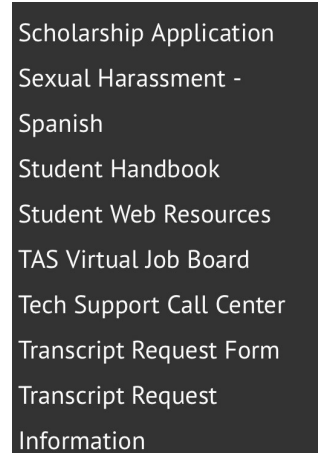 Scholarship Application
Sexual Harassment -
Spanish
Student Handbook
Student Web Resources
TAS Virtual Job Board
Tech Support Call Center
Transcript Request Form
Transcript Request
Information